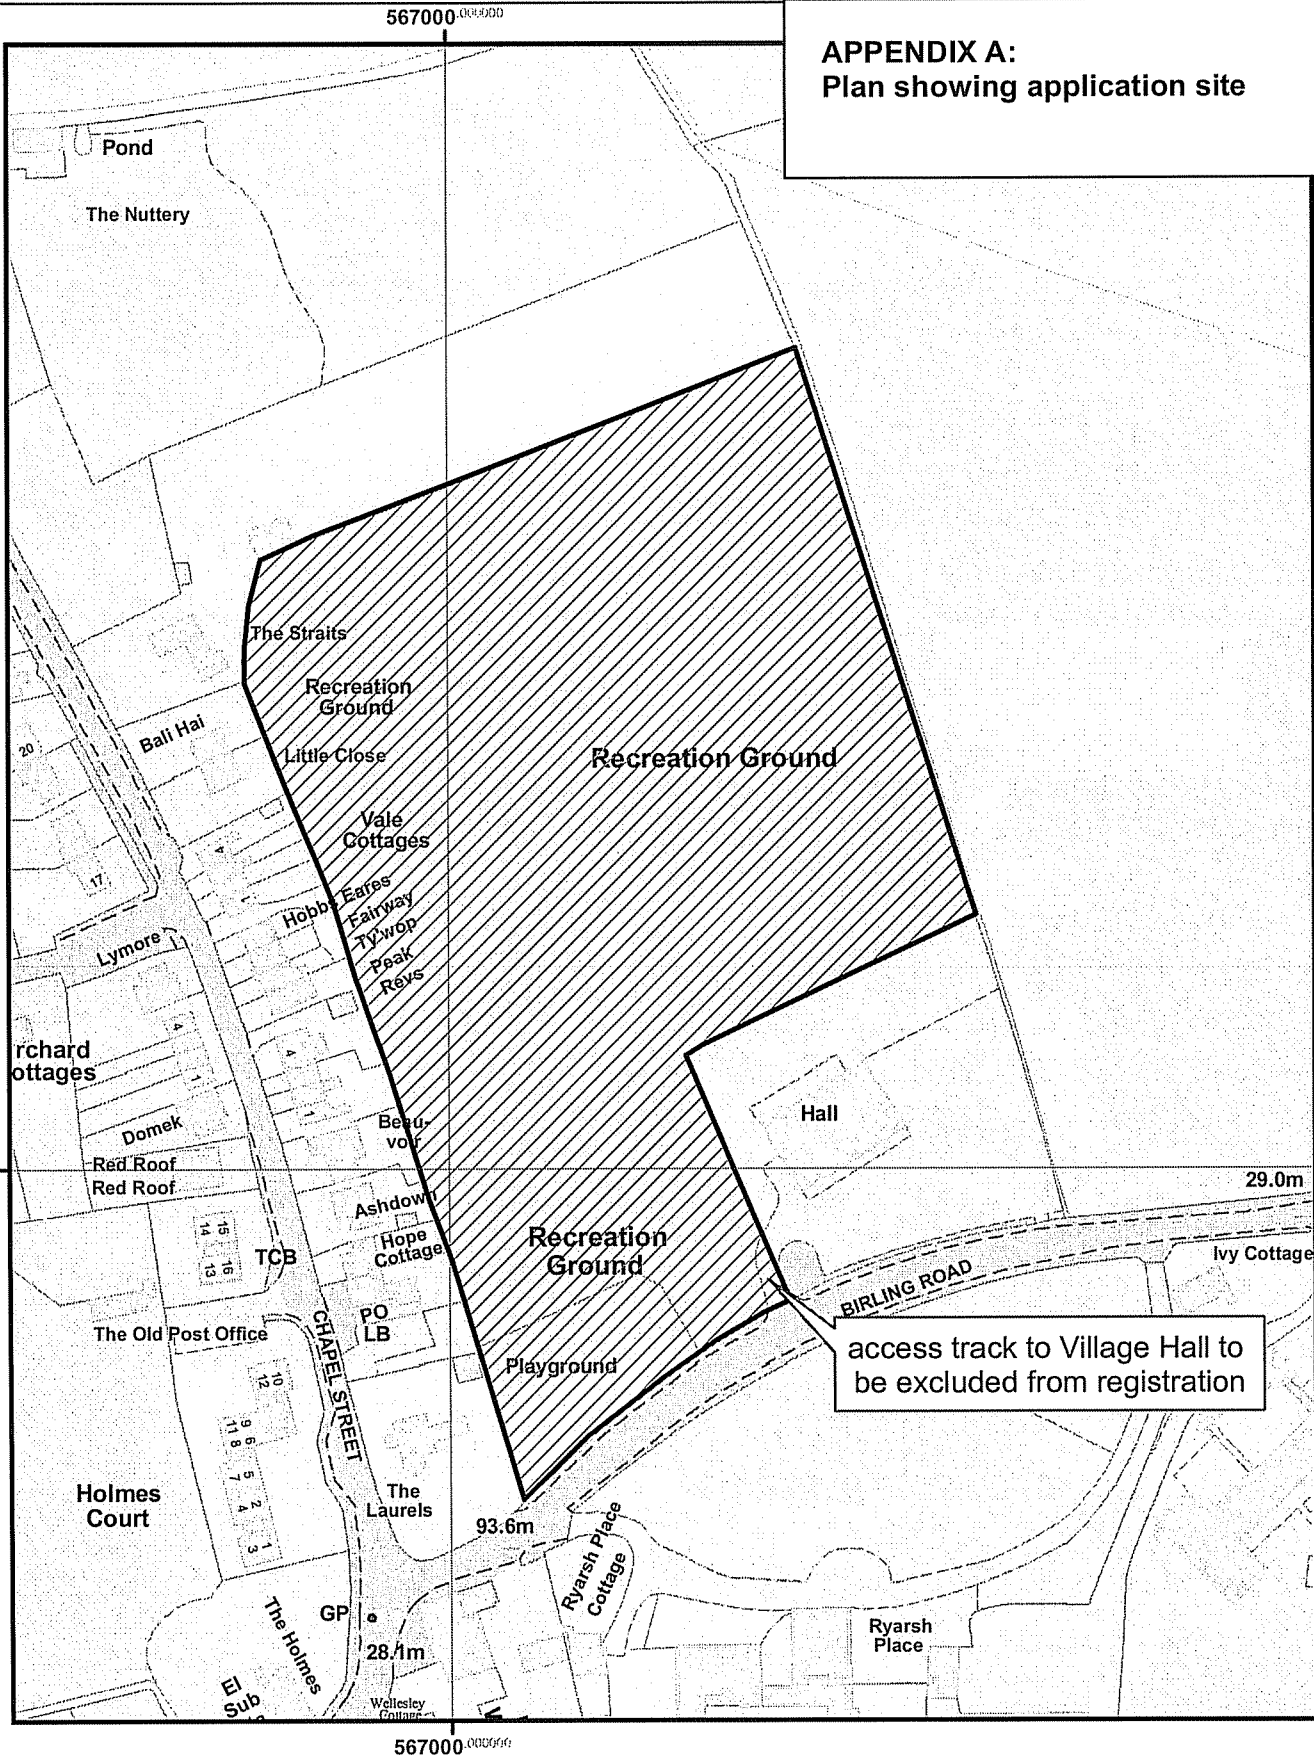 567000.000000
APPENDIX A:
Plan showing application site
Pond
The Nuttery
The Straits
Recreation
Ground
Bali Hai
20
Little Close
Recreation Ground
Vale
Cottages
4
17
Hobbs Eares
Fairway
Ty'wop
Peak
Revs
Lymore
4
1
rchard
ottages
4
1
Hall
Domek
Beau-
voir
Red Roof
Red Roof
29.0m
Ashdown
Hope
Cottage
15
14
16
13
TCB
Recreation
Ground
Ivy Cottage
BIRLING ROAD
PO
LB
The Old Post Office
CHAPEL STREET
access track to Village Hall to
be excluded from registration
Playground
10
12
9
11
6
8
5
7
2
4
1
3
Holmes
Court
The
Laurels
93.6m
Ryarsh Place
Cottage
GP
The Holmes
28.1m
Ryarsh
Place
El
Sub
Wellesley
Cottage
567000.000000